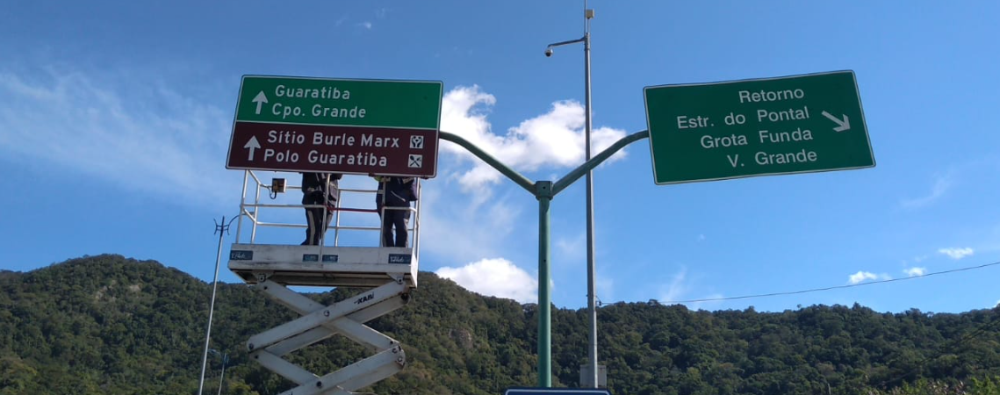 Guaratiba
Cpo. Grande
Sítio Burle Marx
Polo Guaratiba
Retorno
Estr. do Pontal
Grota Funda
V. Grande